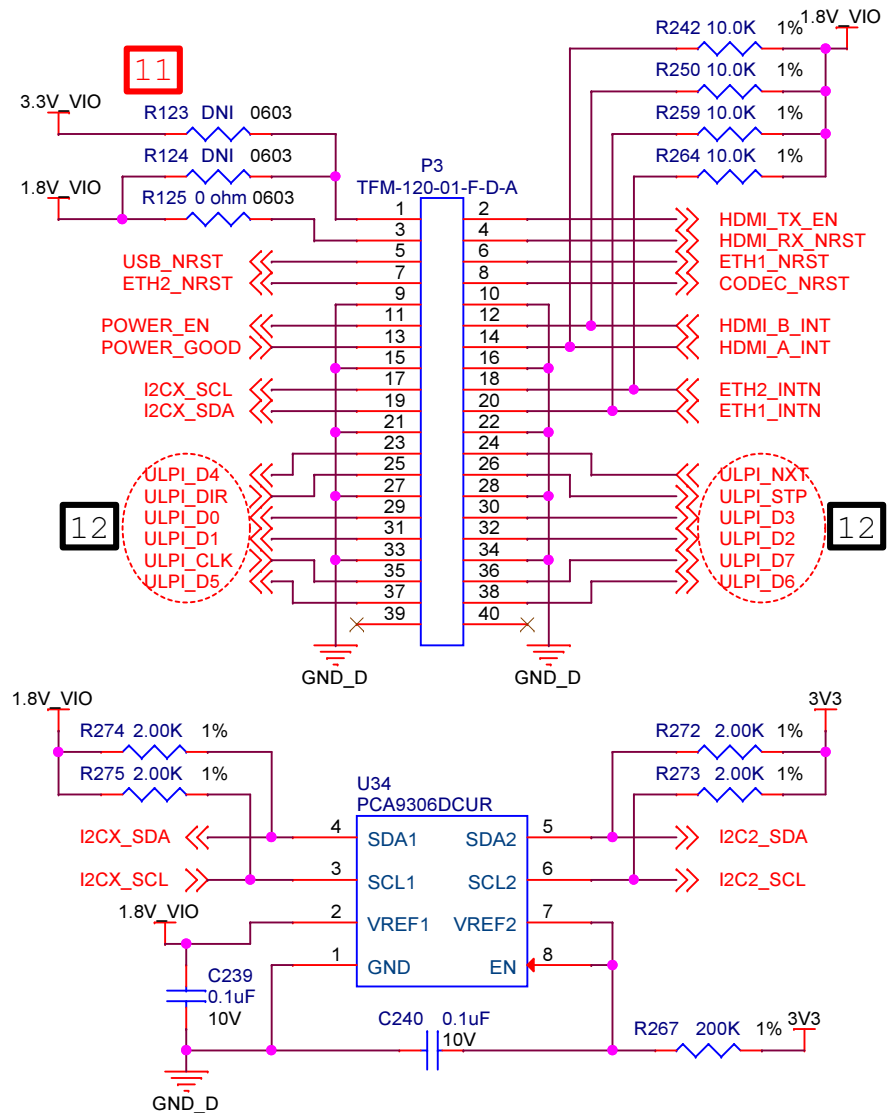 R242 10.0K 1% 1.8V_VIO
R250 10.0K 1%
R259 10.0K 1%
R264 10.0K 1%
11
3.3V_VIO
R123 DNI 0603
R124 DNI 0603
1.8V_VIO
R125 0 ohm 0603
P3
TFM-120-01-F-D-A
1 2 HDMI_TX_EN
3 4 HDMI_RX_NRST
USB_NRST 5 6 ETH1_NRST
ETH2_NRST 7 8 CODEC_NRST
9 10
POWER_EN 11 12 HDMI_B_INT
POWER_GOOD 13 14 HDMI_A_INT
15 16
I2CX_SCL 17 18 ETH2_INTN
I2CX_SDA 19 20 ETH1_INTN
21 22
23 24
ULPI_D4 25 26 ULPI_NXT
ULPI_DIR 27 28 ULPI_STP
12 ULPI_D0 29 30 ULPI_D3 12
ULPI_D1 31 32 ULPI_D2
ULPI_CLK 33 34 ULPI_D7
ULPI_D5 35 36 ULPI_D6
37 38
39 40
GND_D GND_D
1.8V_VIO 3V3
R274 2.00K 1% R272 2.00K 1%
R275 2.00K 1% R273 2.00K 1%
U34
PCA9306DCUR
I2CX_SDA 4 SDA1 SDA2 5 I2C2_SDA
I2CX_SCL 3 SCL1 SCL2 6 I2C2_SCL
1.8V_VIO 2 VREF1 VREF2 7
1 GND EN 8
C239
0.1uF
10V
C240 0.1uF
10V
R267 200K 1% 3V3
GND_D